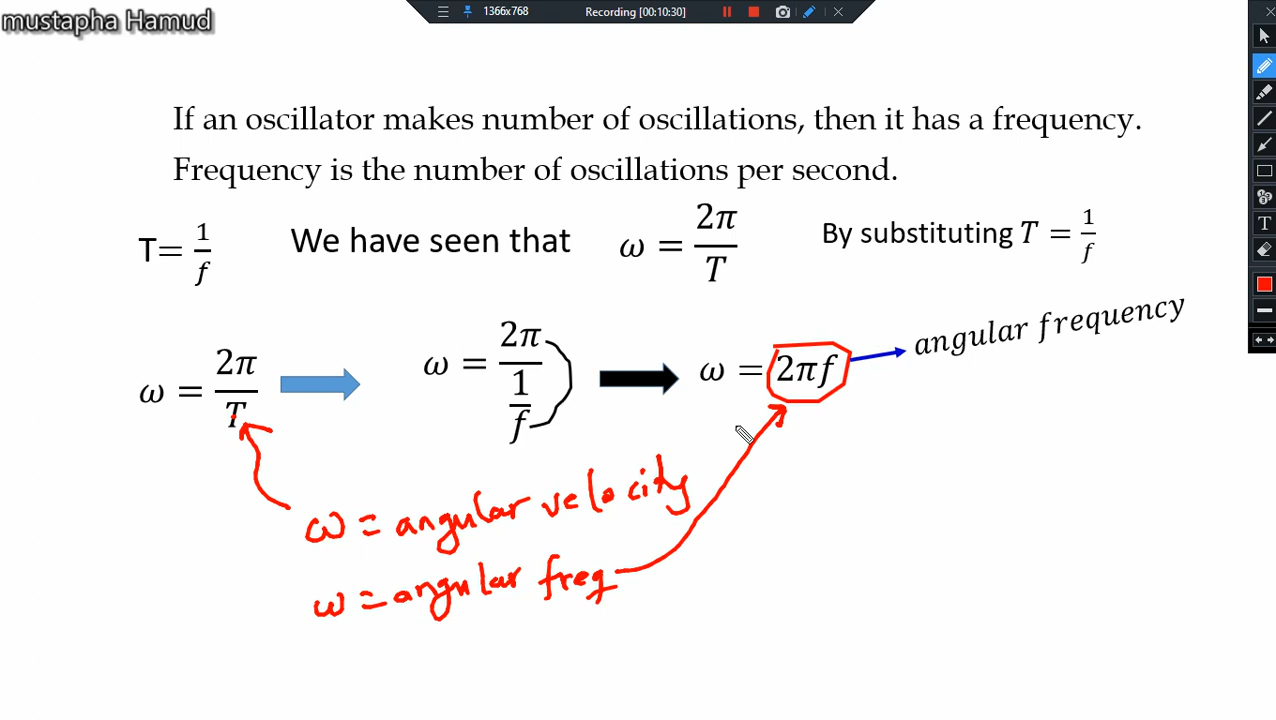 mustapha Hamud
1366x768
Recording [00:10:30]
If an oscillator makes number of oscillations, then it has a frequency.
Frequency is the number of oscillations per second.
T= 1/f We have seen that ω = 2π/T By substituting T = 1/f
ω = 2π/T ω = 2π/(1/f) ω = 2πf angular frequency
ω = angular velocity
ω = angular freq
T